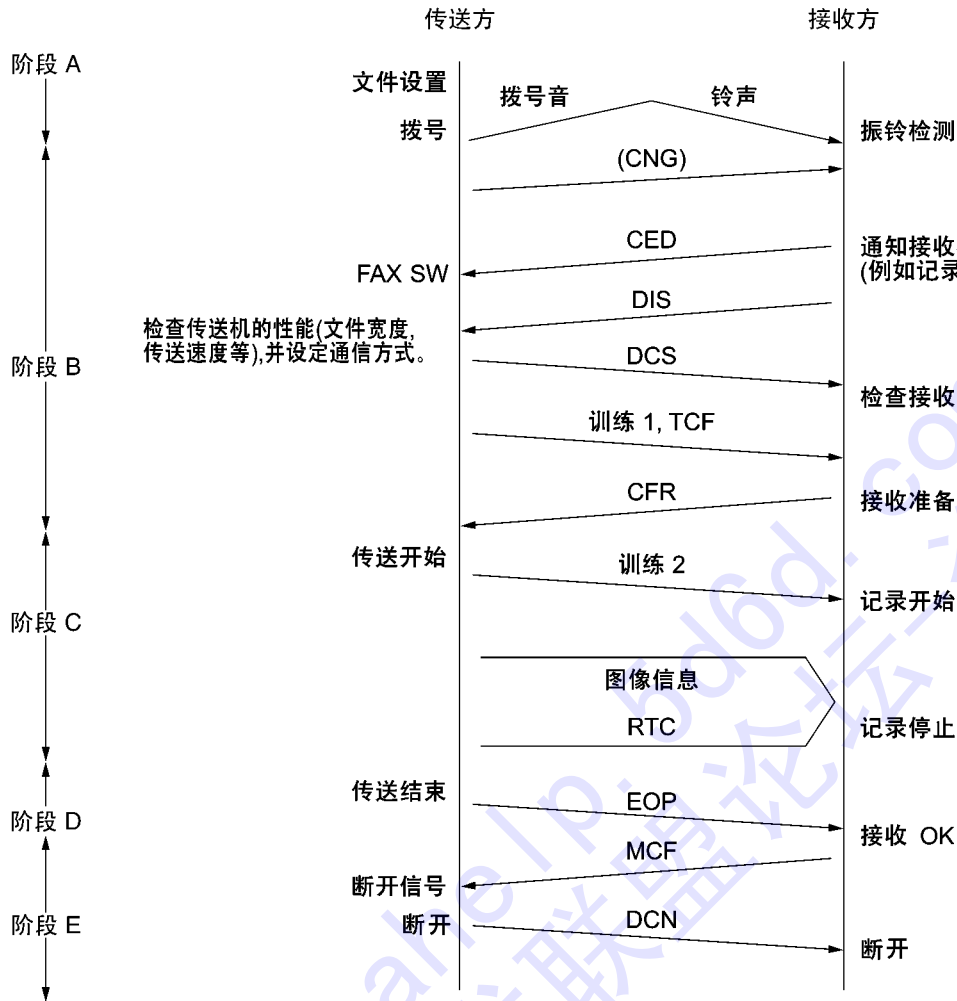 传送方
接收方
阶段 A
文件设置
拨号音
铃声
拨号
振铃检测
(CNG)
CED
通知接收
FAX SW
(例如记录
DIS
检查传送机的性能(文件宽度,
传送速度等),并设定通信方式。
阶段 B
DCS
检查接收
训练 1, TCF
CFR
接收准备
传送开始
训练 2
记录开始
阶段 C
图像信息
RTC
记录停止
传送结束
EOP
阶段 D
接收 OK
MCF
断开信号
阶段 E
断开
DCN
断开